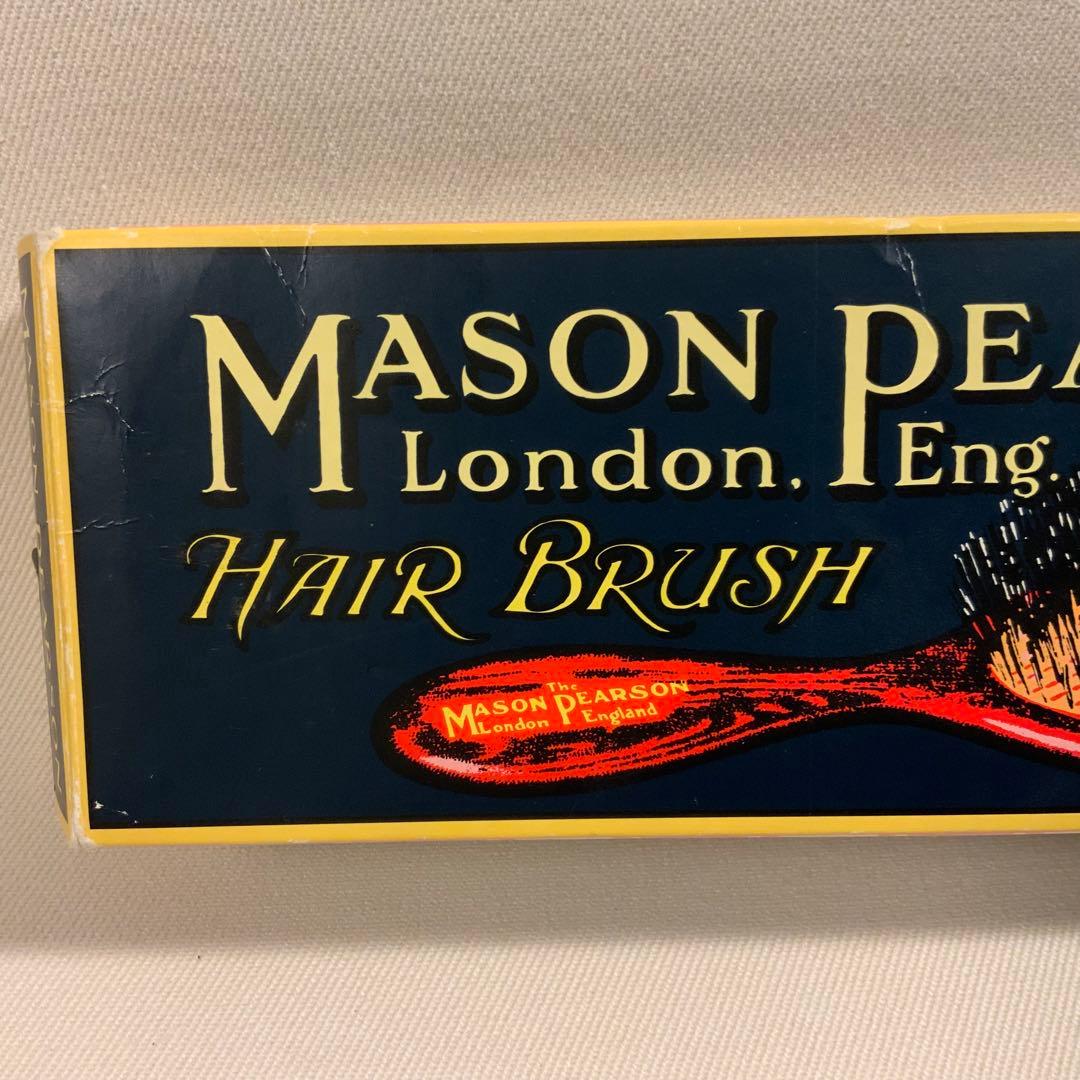 MASON PEA
London, Eng.
HAIR BRUSH
The
MASON PEARSON
London England